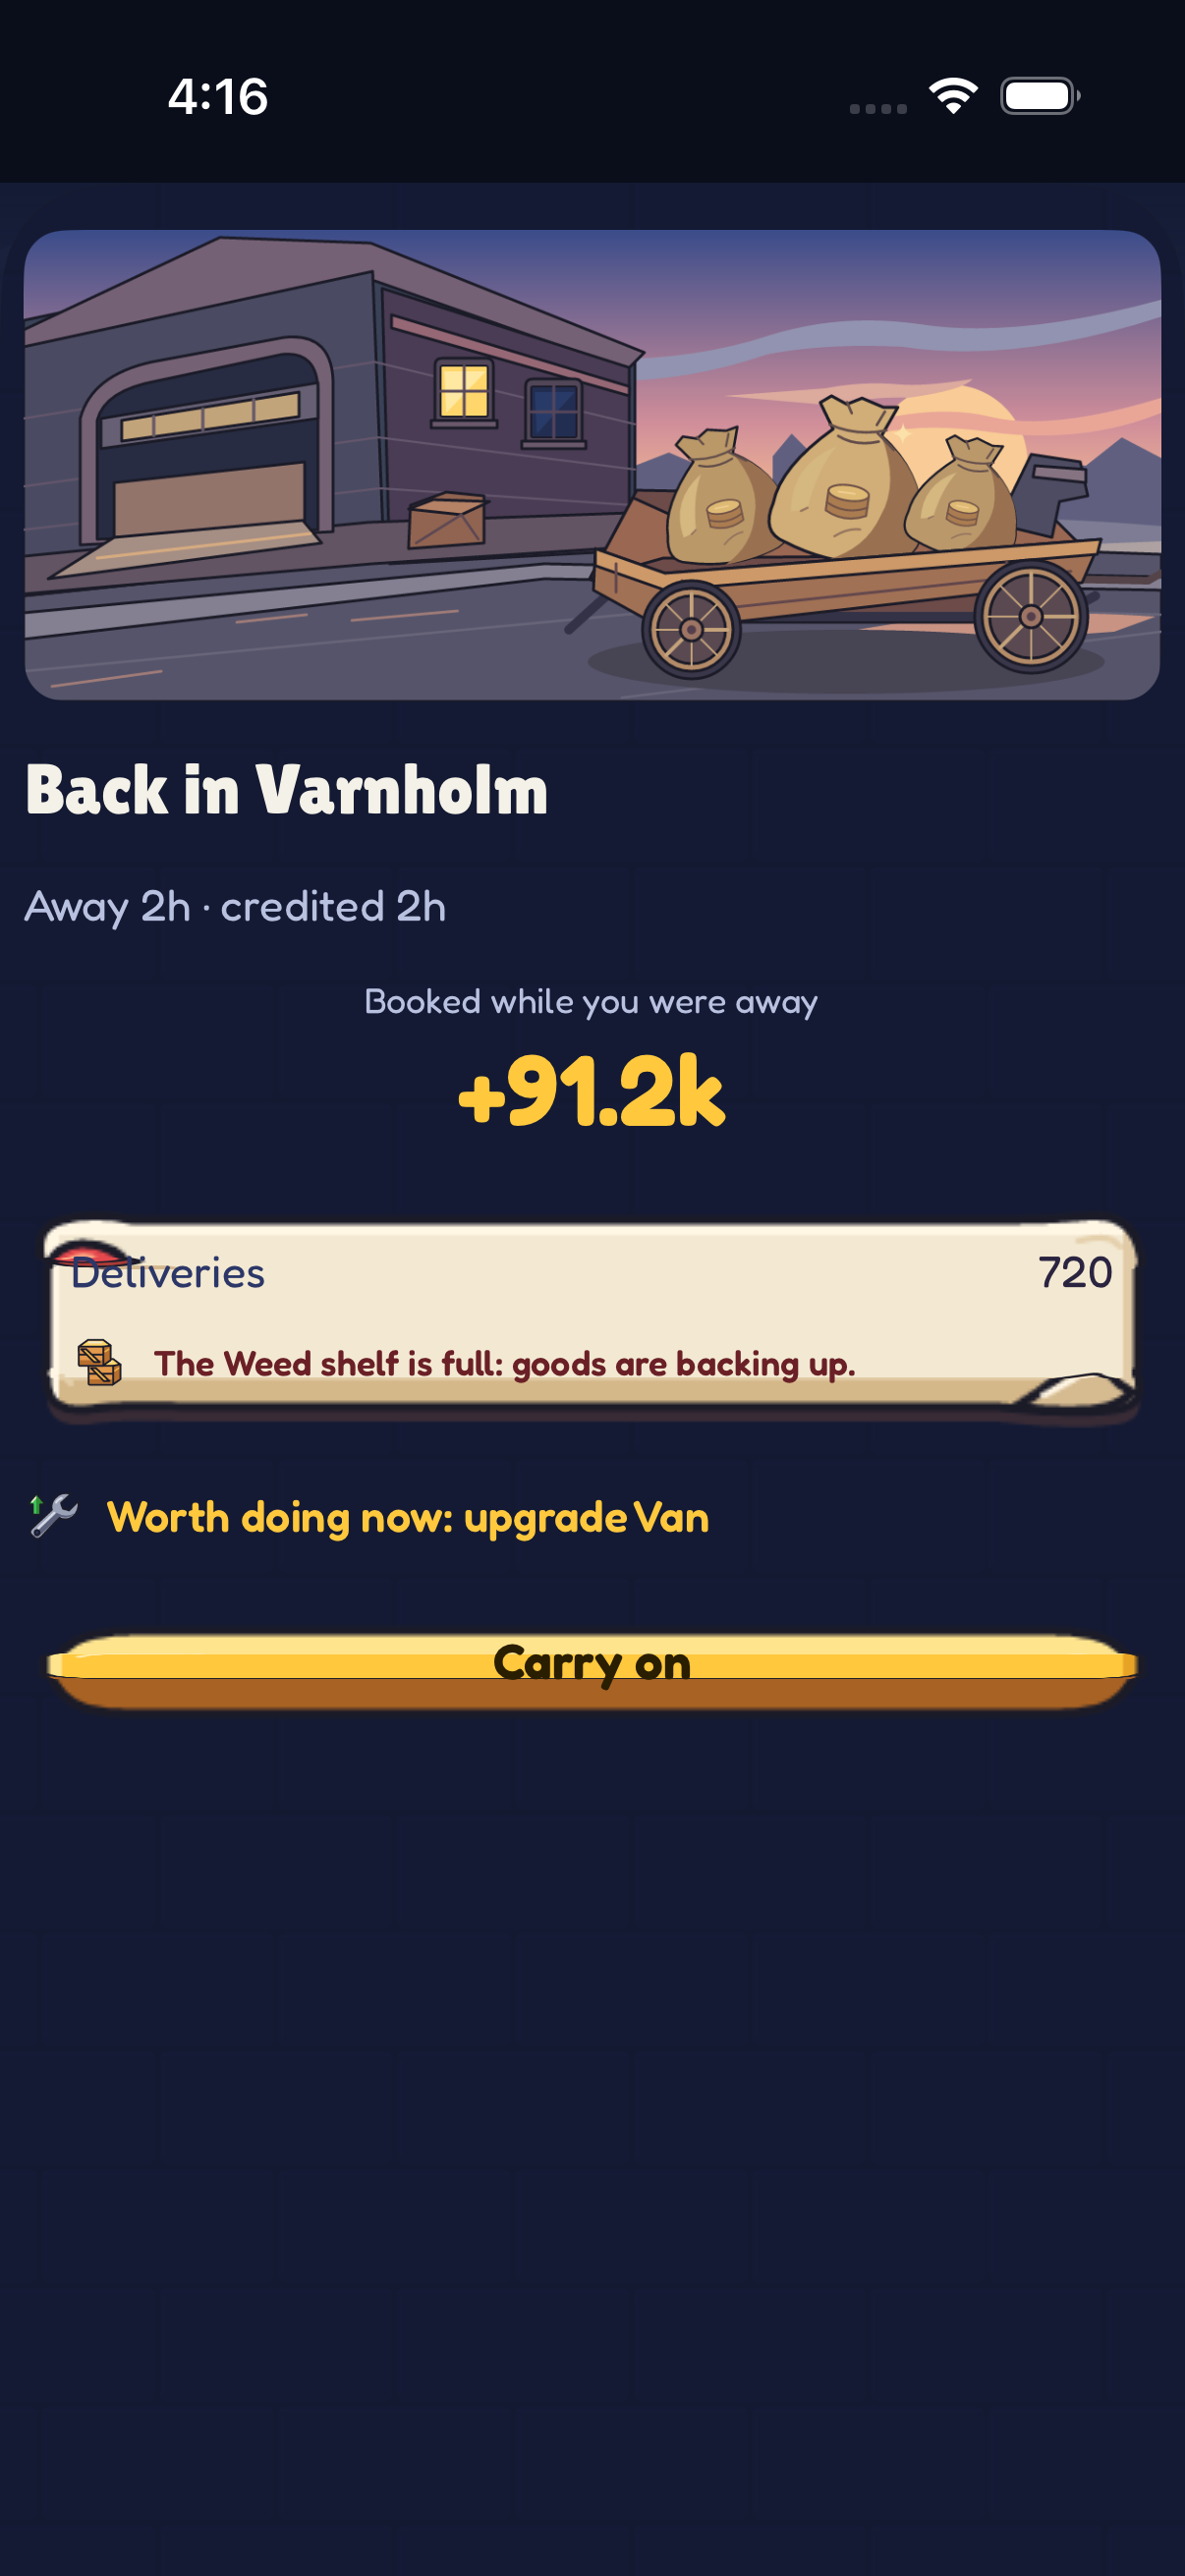 4:16
Back in Varnholm
Away 2h · credited 2h
Booked while you were away
+91.2k
Deliveries 720
The Weed shelf is full: goods are backing up.
Worth doing now: upgrade Van
Carry on